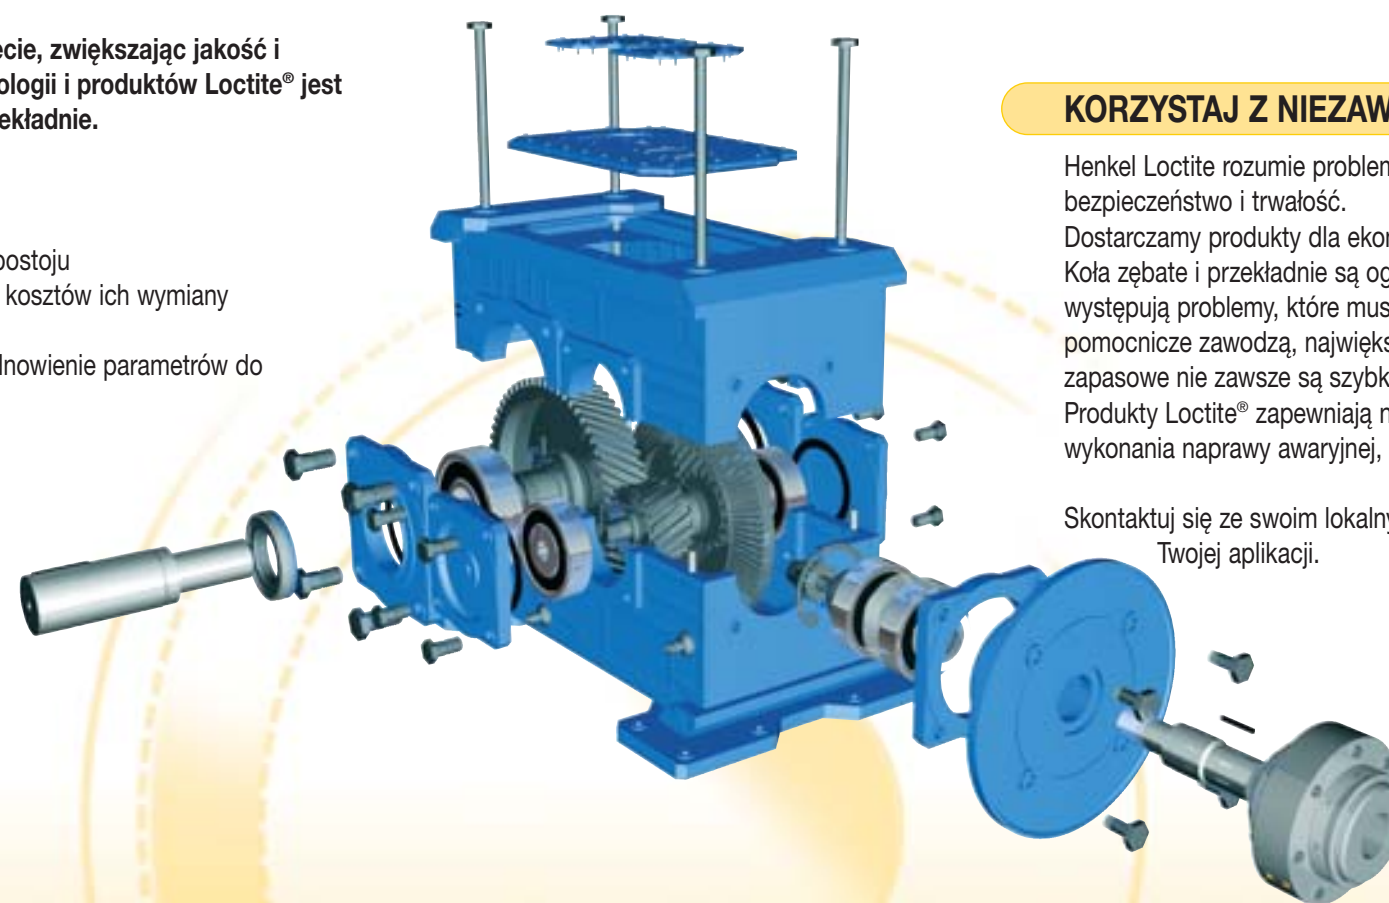 ecie, zwiększając jakość i
ologii i produktów Loctite® jest
ekładnie.
postoju
kosztów ich wymiany
lnowienie parametrów do
KORZYSTAJ Z NIEZAW
Henkel Loctite rozumie problem
bezpieczeństwo i trwałość.
Dostarczamy produkty dla ekon
Koła zębate i przekładnie są og
występują problemy, które mus
pomocnicze zawodzą, najwięks
zapasowe nie zawsze są szybk
Produkty Loctite® zapewniają n
wykonania naprawy awaryjnej,
Skontaktuj się ze swoim lokalny
Twojej aplikacji.